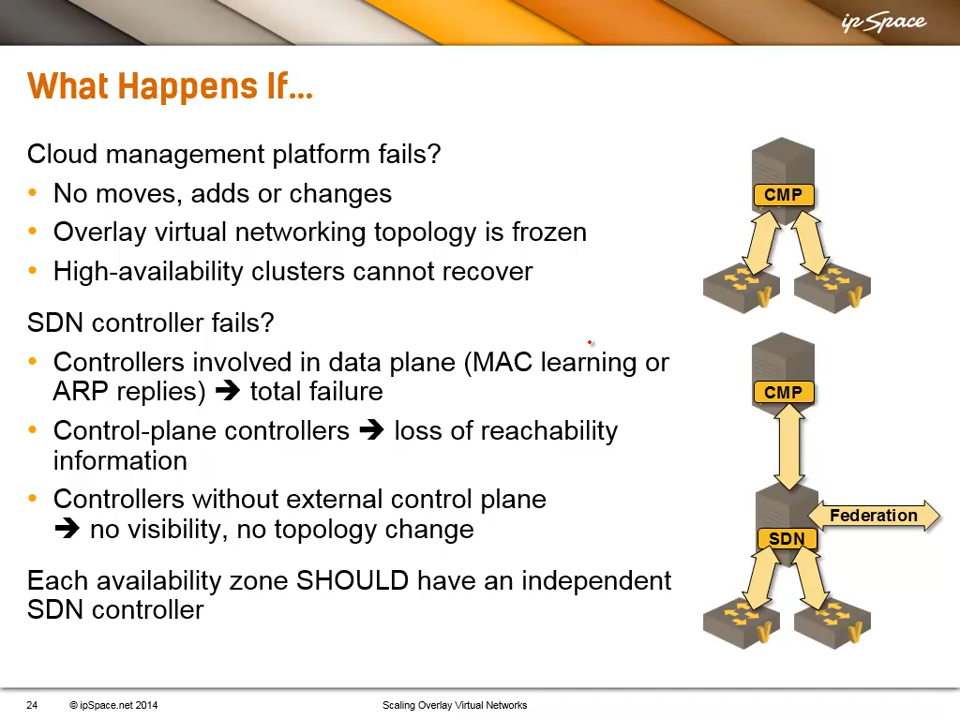 ipSpace
What Happens If...
Cloud management platform fails?
• No moves, adds or changes
• Overlay virtual networking topology is frozen
• High-availability clusters cannot recover
SDN controller fails?
• Controllers involved in data plane (MAC learning or
ARP replies) ➔ total failure
• Control-plane controllers ➔ loss of reachability
information
• Controllers without external control plane
➔ no visibility, no topology change
Each availability zone SHOULD have an independent
SDN controller
CMP
V
V
CMP
Federation
SDN
V
V
24
© ipSpace.net 2014
Scaling Overlay Virtual Networks